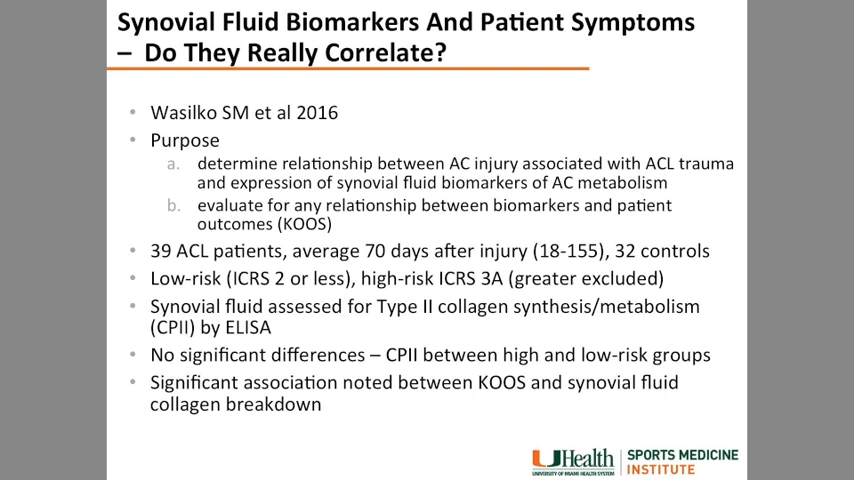 Synovial Fluid Biomarkers And Patient Symptoms
– Do They Really Correlate?
• Wasilko SM et al 2016
• Purpose
a. determine relationship between AC injury associated with ACL trauma
and expression of synovial fluid biomarkers of AC metabolism
b. evaluate for any relationship between biomarkers and patient
outcomes (KOOS)
• 39 ACL patients, average 70 days after injury (18-155), 32 controls
• Low-risk (ICRS 2 or less), high-risk ICRS 3A (greater excluded)
• Synovial fluid assessed for Type II collagen synthesis/metabolism
(CPII) by ELISA
• No significant differences – CPII between high and low-risk groups
• Significant association noted between KOOS and synovial fluid
collagen breakdown
UHealth
UNIVERSITY OF MIAMI HEALTH SYSTEM
SPORTS MEDICINE
INSTITUTE